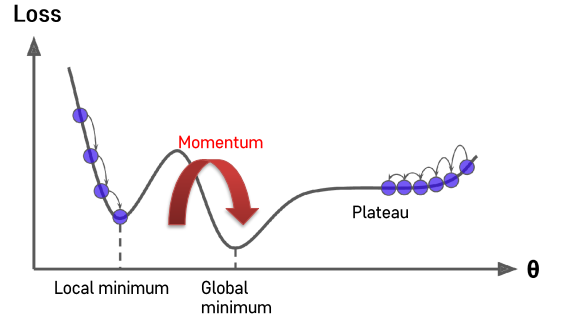 Loss
Momentum
Plateau
θ
Local minimum
Global
minimum